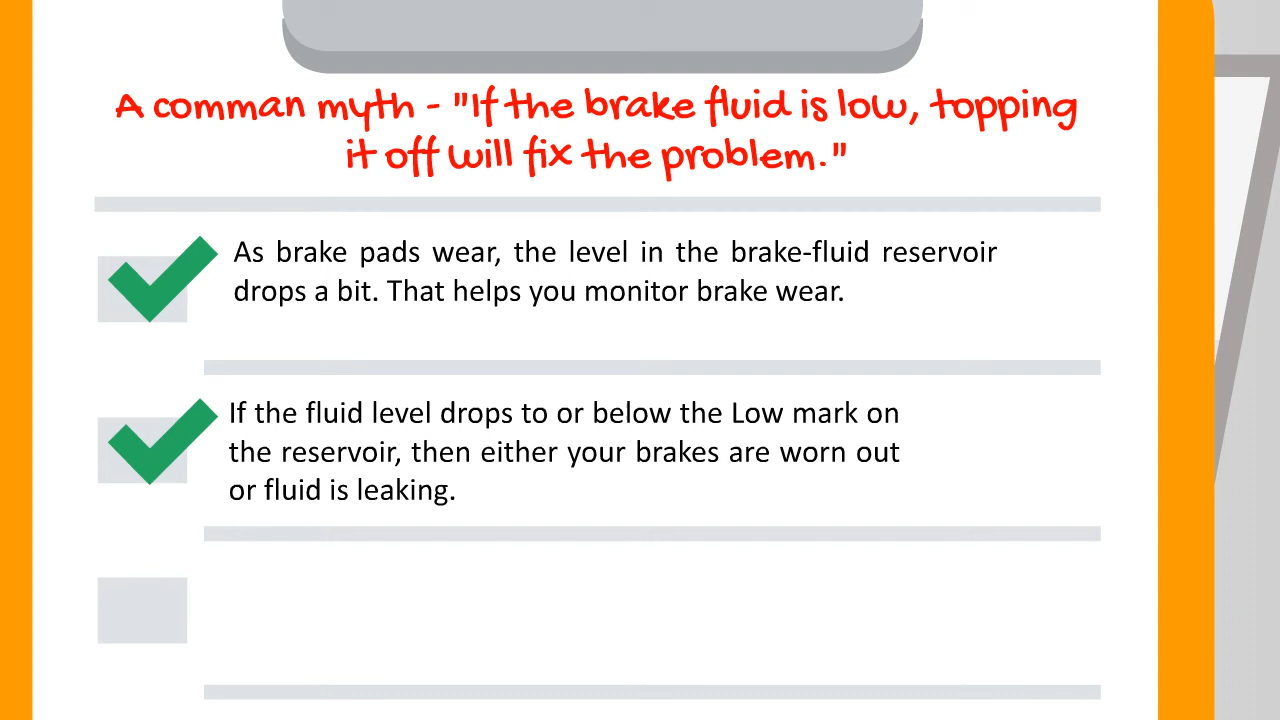 A comman myth - "If the brake fluid is low, topping
it off will fix the problem."
As brake pads wear, the level in the brake-fluid reservoir
drops a bit. That helps you monitor brake wear.
If the fluid level drops to or below the Low mark on
the reservoir, then either your brakes are worn out
or fluid is leaking.